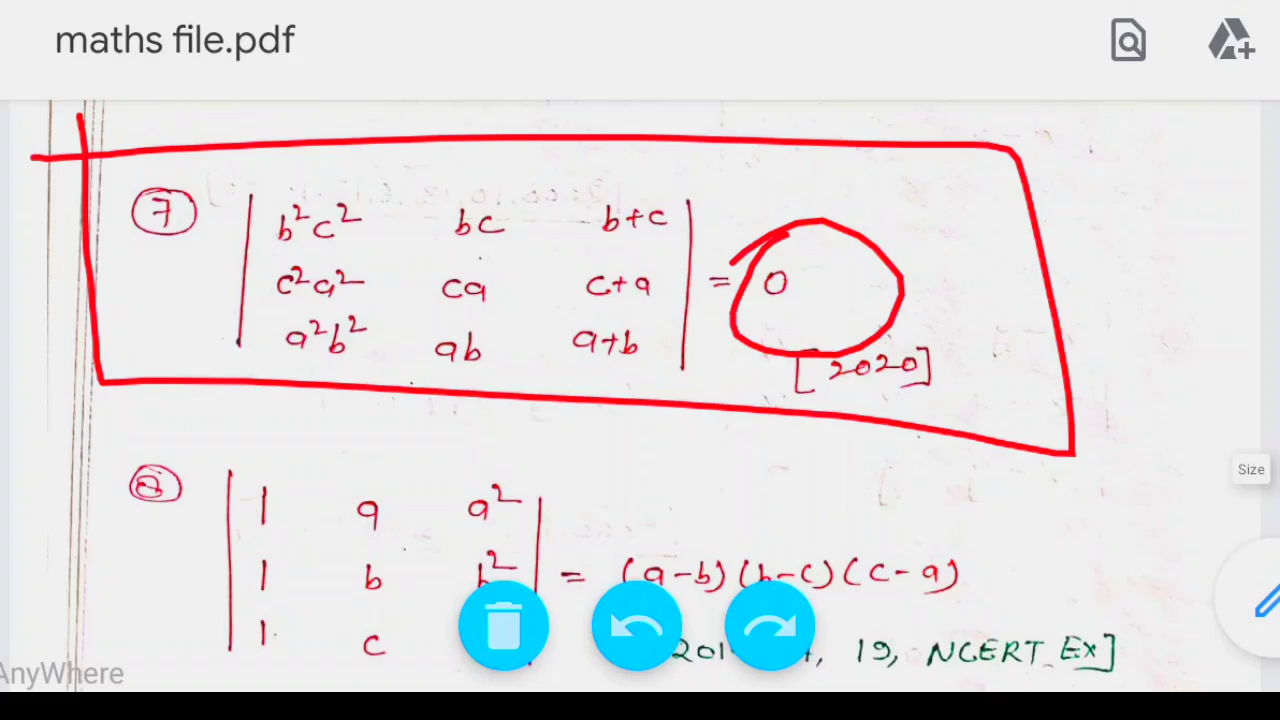 maths file.pdf
7 | b²c² bc b+c |
| c²a² ca c+a | = 0
| a²b² ab a+b |
[2020]
8 | 1 a a² |
| 1 b b² | = (a-b)(b-c)(c-a)
| 1 c
19, NCERT Ex]
Size
AnyWhere